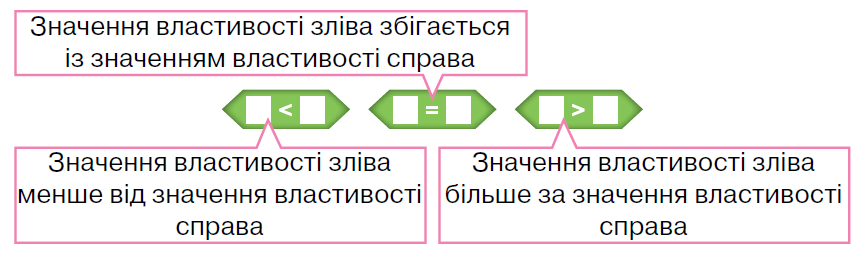 Значення властивості зліва збігається
із значенням властивості справа
<
=
>
Значення властивості зліва
менше від значення властивості
справа
Значення властивості зліва
більше за значення властивості
справа